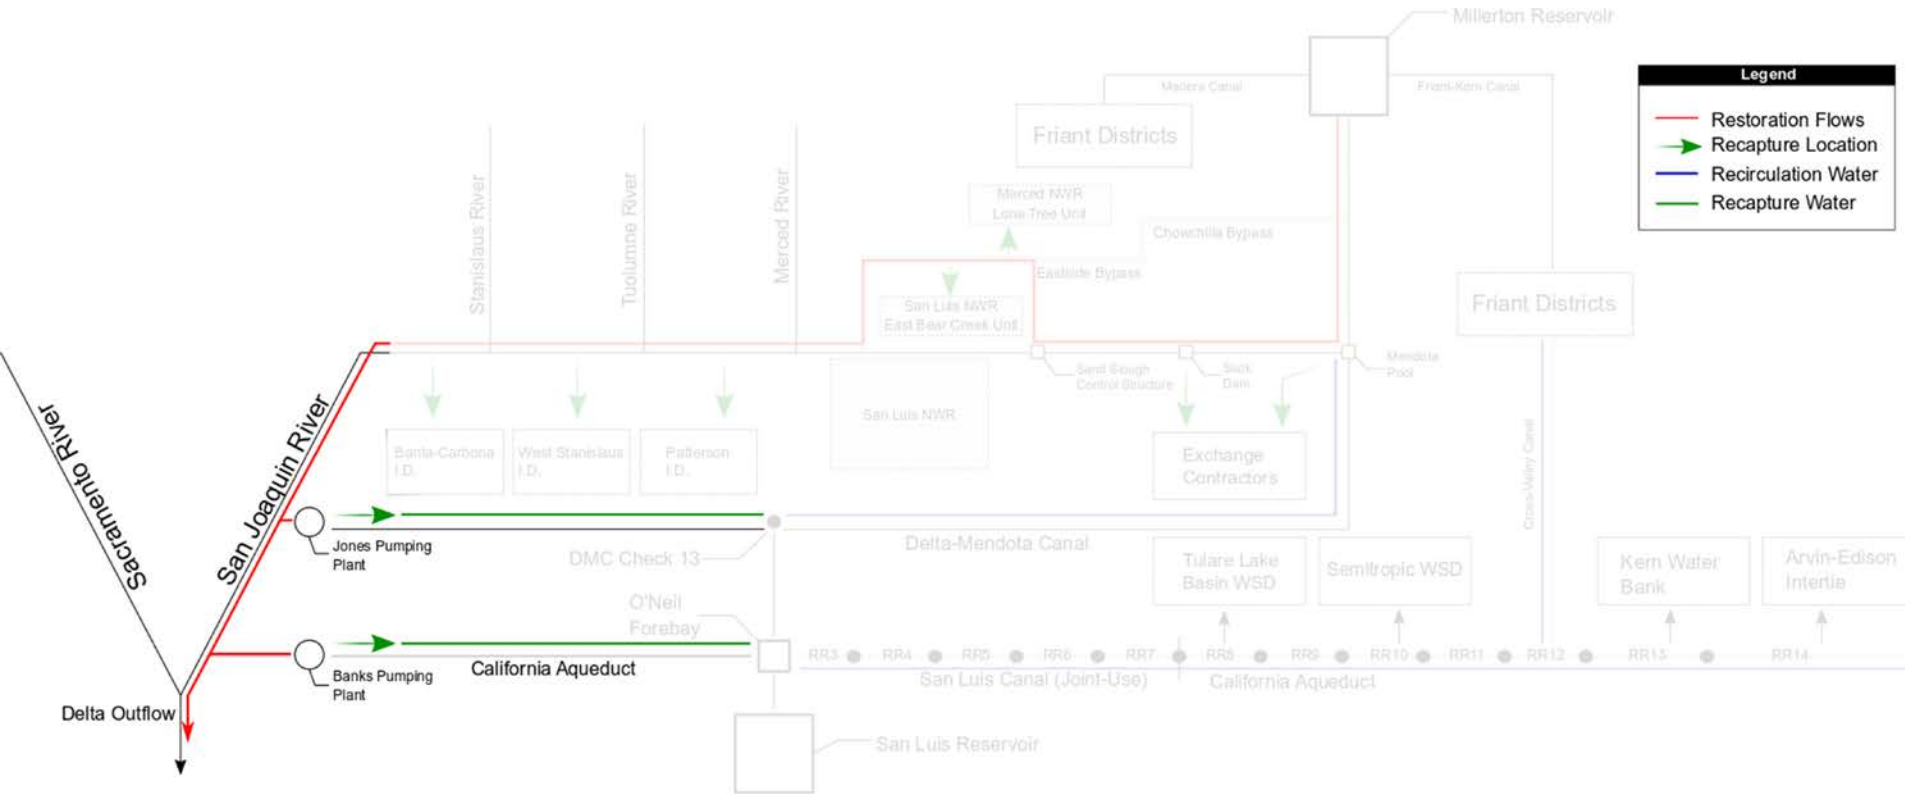 Millerton Reservoir
Legend
Restoration Flows
Recapture Location
Recirculation Water
Recapture Water
Madera Canal
Friant-Kern Canal
Friant Districts
Stanislaus River
Tuolumne River
Merced River
Merced NWR
Lone Tree Unit
Chowchilla Bypass
Eastside Bypass
San Luis NWR
East Bear Creek Unit
Friant Districts
Sand Slough
Control Structure
Sack
Dam
Mendota
Pool
Sacramento River
San Joaquin River
San Luis NWR
Banta-Carbona
I.D.
West Stanislaus
I.D.
Patterson
I.D.
Exchange
Contractors
Cross-Valley Canal
Jones Pumping
Plant
DMC Check 13
Delta-Mendota Canal
Tulare Lake
Basin WSD
Semitropic WSD
Kern Water
Bank
Arvin-Edison
Intertie
O'Neil
Forebay
RR3
RR4
RR5
RR6
RR7
RR8
RR9
RR10
RR11
RR12
RR13
RR14
California Aqueduct
San Luis Canal (Joint-Use)
California Aqueduct
Banks Pumping
Plant
Delta Outflow
San Luis Reservoir